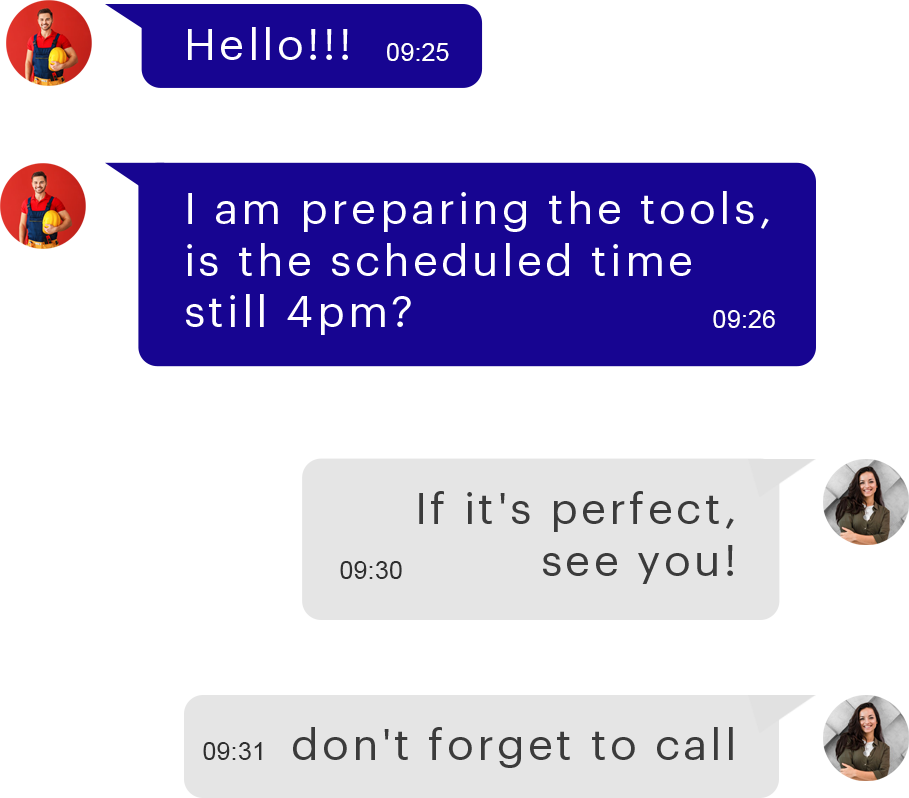 Hello!!! 09:25
I am preparing the tools,
is the scheduled time
still 4pm? 09:26
If it's perfect,
09:30 see you!
09:31 don't forget to call